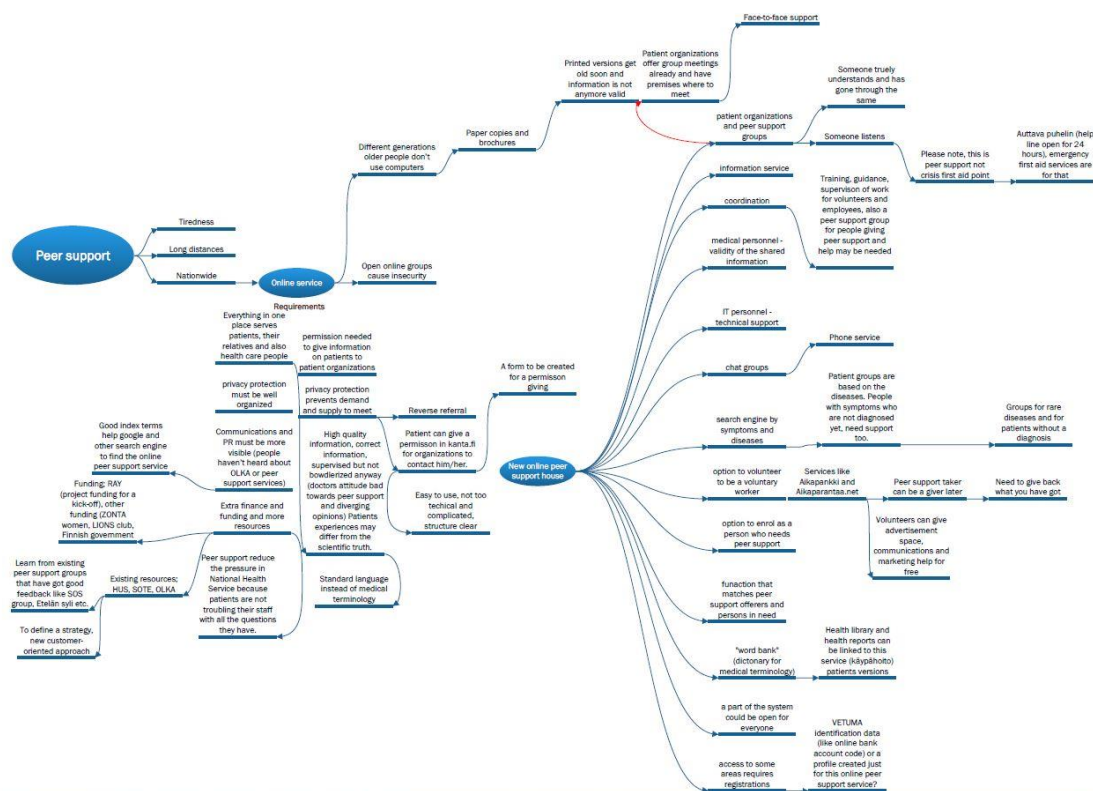 Face-to-face support
Printed versions get
old soon and
information is not
anymore valid
Patient organizations
offer group meetings
already and have
premises where to
meet
Someone truely
understands and has
gone through the
same
patient organizations
and peer support
groups
Paper copies and
brochures
Someone listens
Auttava puhelin (help
line open for 24
hours), emergency
first aid services are
for that
Please note, this is
peer support not
crisis first aid point
Different generations
older people don't
use computers
information service
Training, guidance,
supervison of work
for volunteers and
employees, also a
peer support group
for people giving
peer support and
help may be needed
coordination
Tiredness
Peer support
Long distances
Nationwide
medical personnel -
validity of the shared
information
Online service
Open online groups
cause insecurity
Requirements
Everything in one
place serves
patients, their
relatives and also
health care people
permission needed
to give information
on patients to
patient organizations
IT personnel -
technical support
Phone service
chat groups
A form to be created
for a permisson
giving
privacy protection
must be well
organized
privacy protection
prevents demand
and supply to meet
Reverse referral
Patient groups are
based on the
diseases. People
with symptoms who
are not diagnosed
yet, need support
too.
Good index terms
help google and
other search engine
to find the online
peer support service
Communications and
PR must be more
visible (people
haven't heard about
OLKA or peer
support services)
High quality
information, correct
information,
supervised but not
bowdlerized anyway
(doctors attitude bad
towards peer support
and diverging
opinions) Patients
experiences may
differ from the
scientific truth.
Patient can give a
permission in kanta.fi
for organizations to
contact him/her.
search engine by
symptoms and
diseases
Groups for rare
diseases and for
patients without a
diagnosis
New online peer
support house
option to volunteer
to be a voluntary
worker
Services like
Aikapankki and
Aikaparantaa.net
Peer support taker
can be a giver later
Need to give back
what you have got
Funding; RAY
(project funding for a
kick-off), other
funding (ZONTA
women, LIONS club,
Finnish government
Extra finance and
funding and more
resources
Easy to use, not too
techical and
complicated,
structure clear
Volunteers can give
advertisement
space,
communications and
marketing help for
free
option to enrol as a
person who needs
peer support
Learn from existing
peer support groups
that have got good
feedback like SOS
group, Etelän syli etc.
Existing resources;
HUS, SOTE, OLKA
Peer support reduce
the pressure in
National Health
Service because
patients are not
troubling their staff
with all the questions
they have.
Standard language
instead of medical
terminology
funaction that
matches peer
support offerers and
persons in need
To define a strategy,
new customer-
oriented approach
"word bank"
(dictonary for
medical terminology)
Health library and
health reports can
be linked to this
service (käypähoito)
patients versions
a part of the system
could be open for
everyone
VETUMA
identification data
(like online bank
account code) or a
profile created just
for this online peer
support service?
access to some
areas requires
registrations